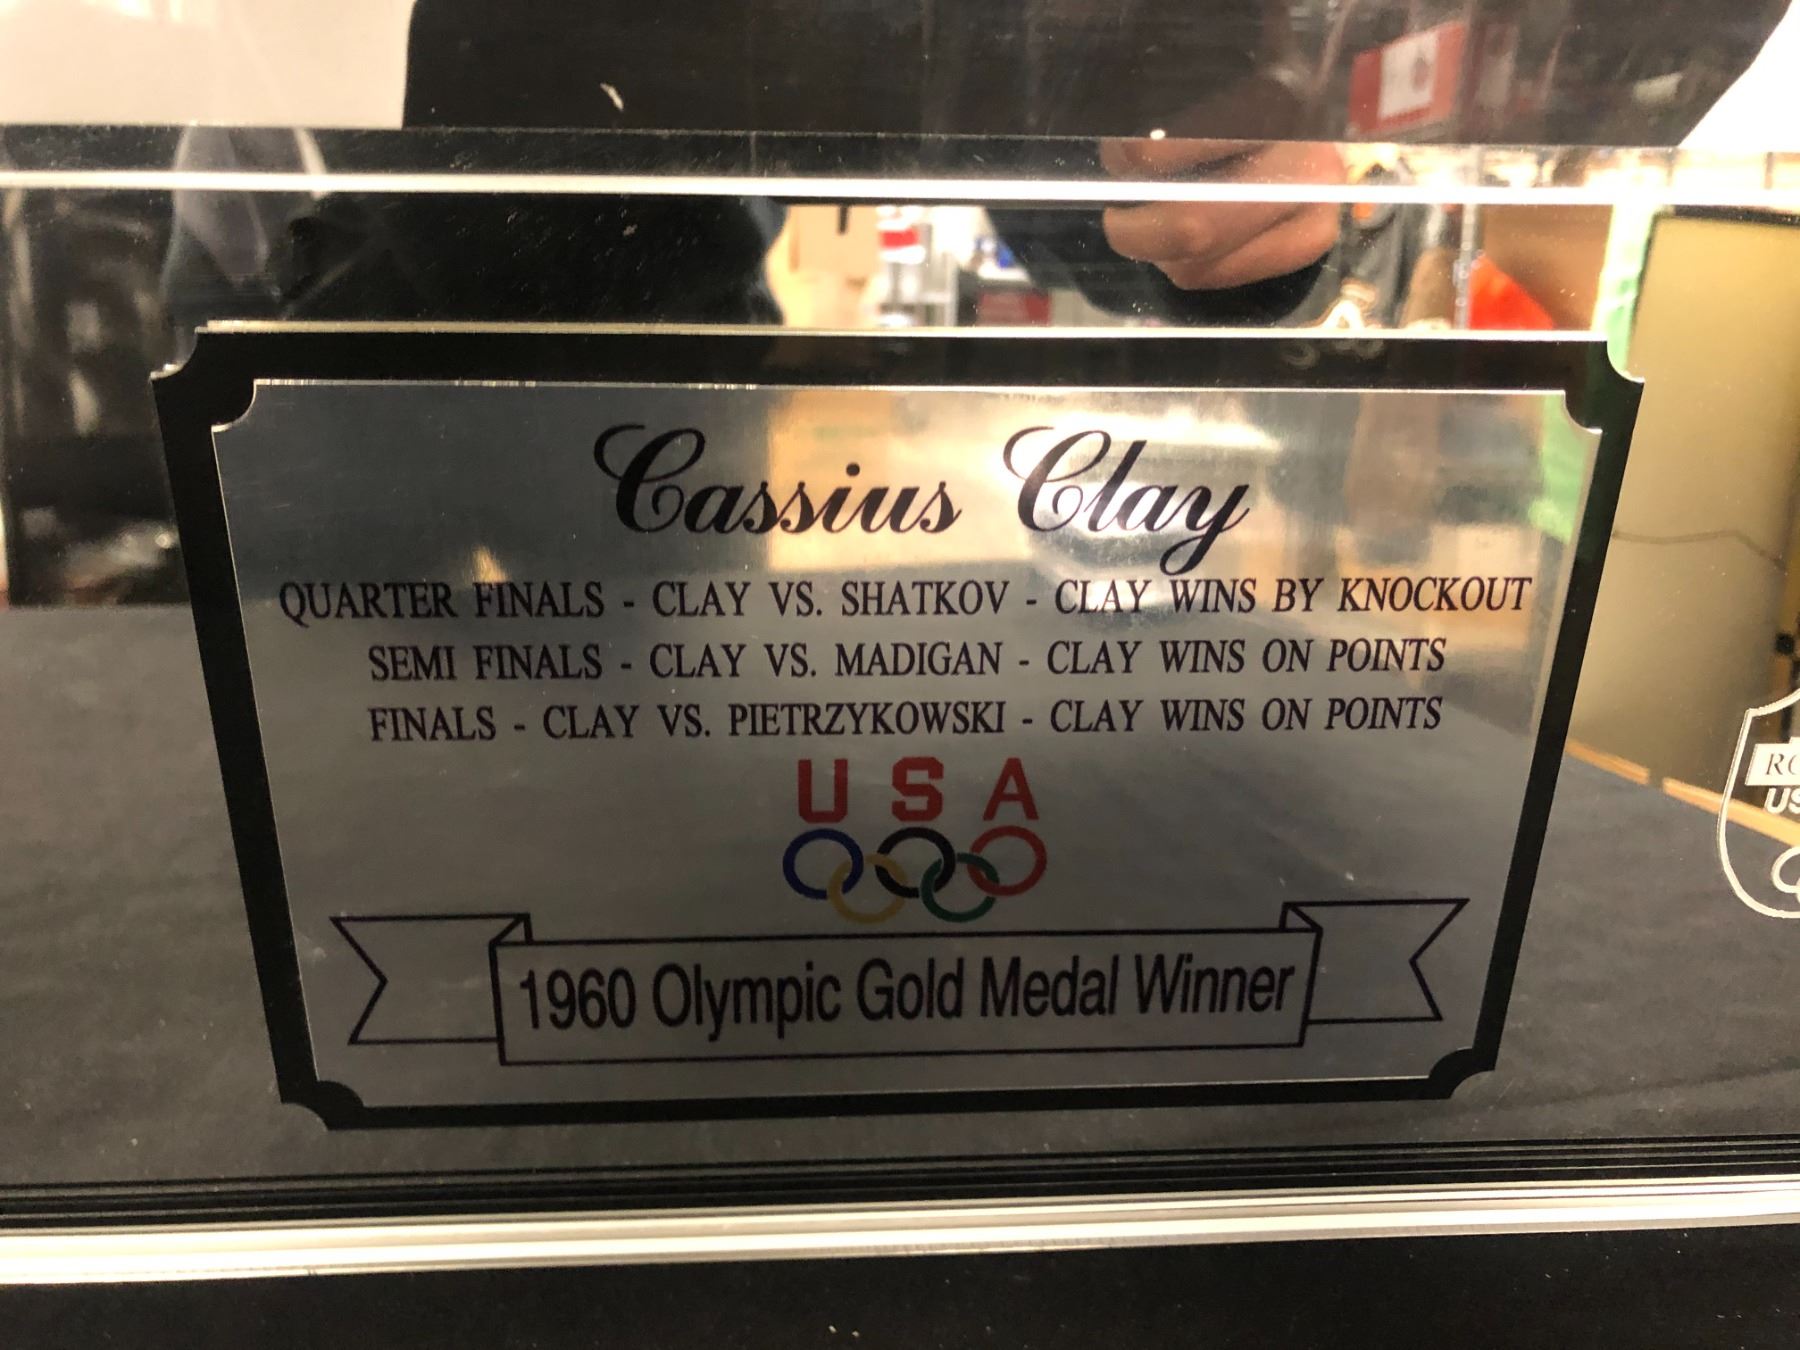 Cassius Clay
QUARTER FINALS - CLAY VS. SHATKOV - CLAY WINS BY KNOCKOUT
SEMI FINALS - CLAY VS. MADIGAN - CLAY WINS ON POINTS
FINALS - CLAY VS. PIETRZYKOWSKI - CLAY WINS ON POINTS
USA
1960 Olympic Gold Medal Winner